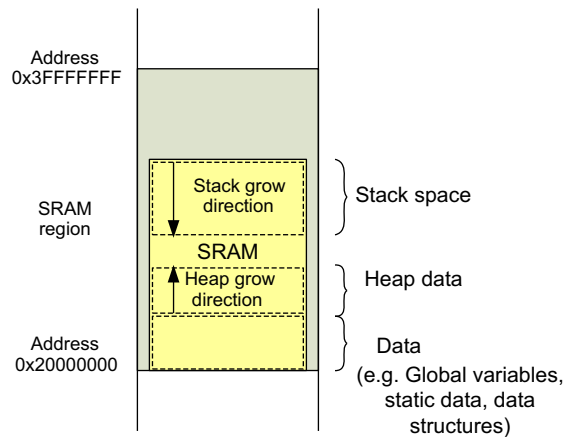 Address
0x3FFFFFFF
Stack grow
direction
Stack space
SRAM
region
SRAM
Heap grow
direction
Heap data
Address
0x20000000
Data
(e.g. Global variables,
static data, data
structures)